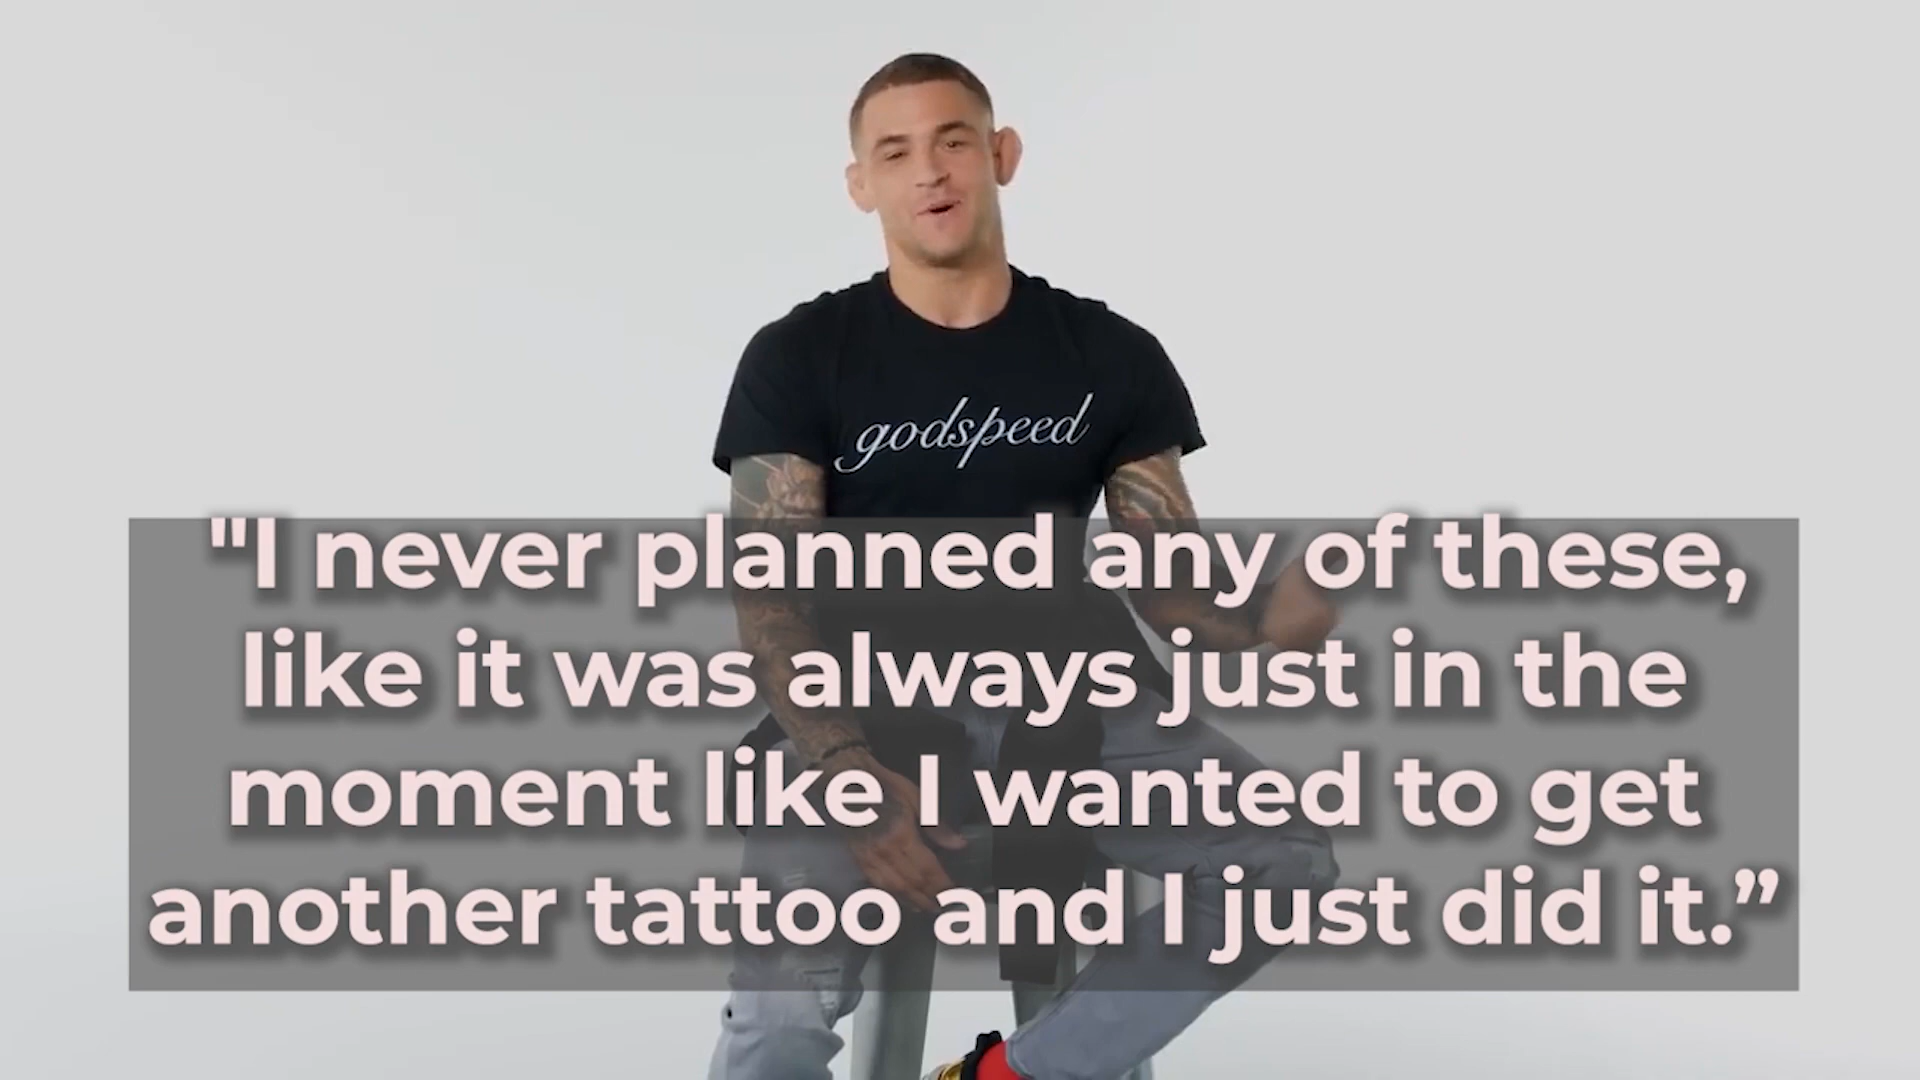 godspeed
"I never planned any of these,
like it was always just in the
moment like I wanted to get
another tattoo and I just did it.”